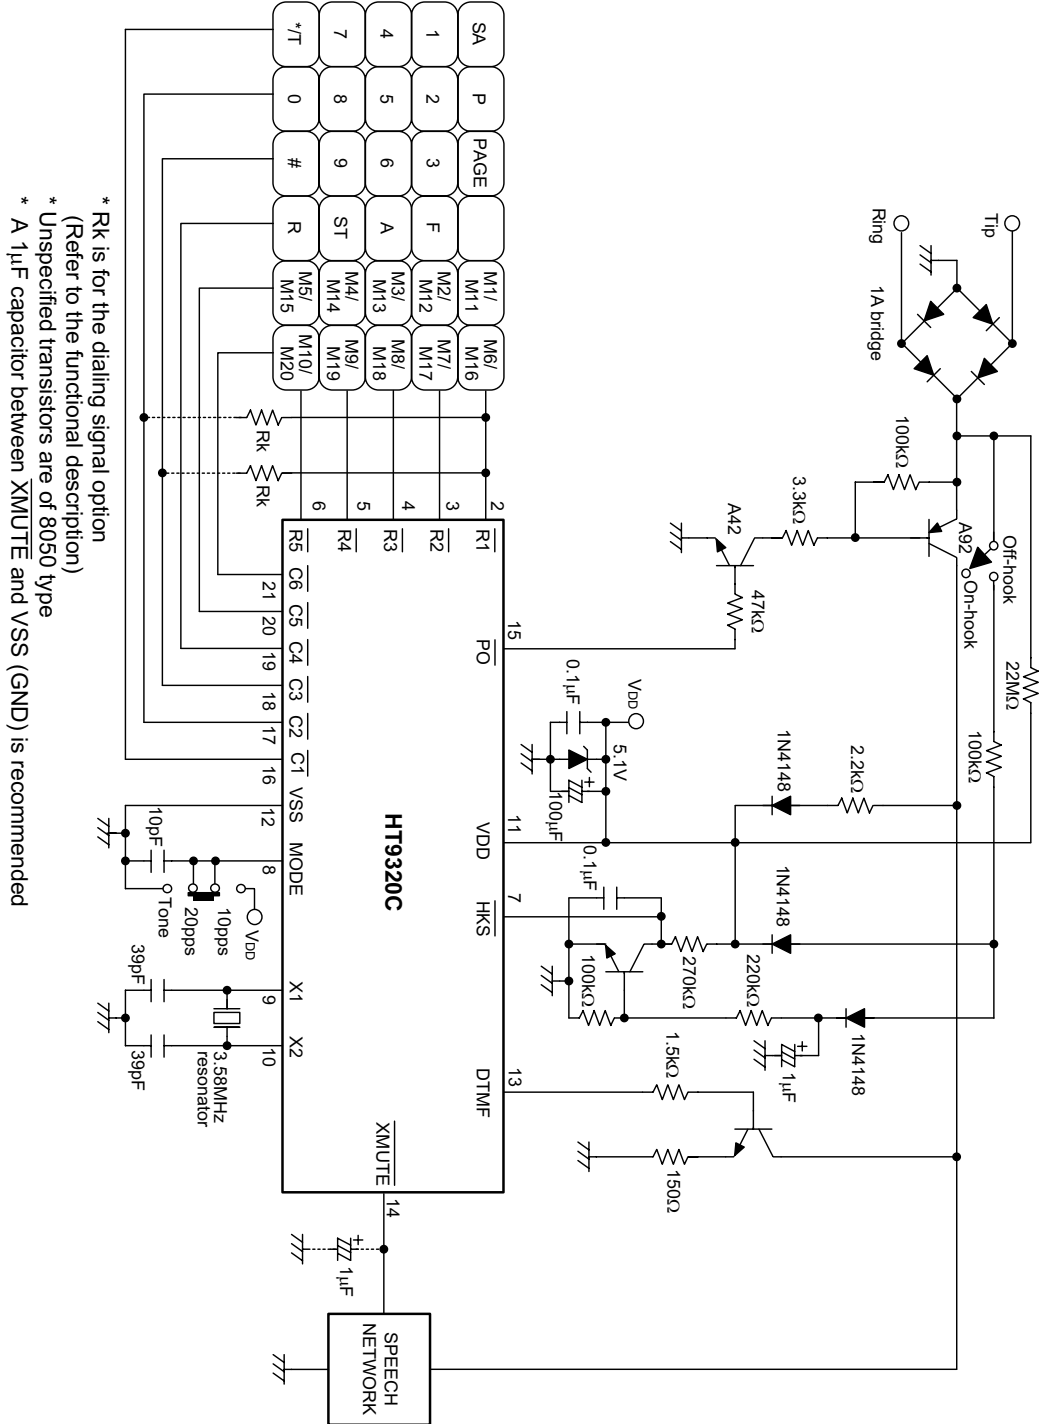 Tip
Ring
1A bridge
100kΩ
A92
Off-hook
On-hook
22MΩ
100kΩ
3.3kΩ
A42
47kΩ
2.2kΩ
1N4148
1N4148
1N4148
VDD
5.1V
0.1µF
100µF
0.1µF
270kΩ
100kΩ
220kΩ
1µF
1.5kΩ
150Ω
SA
P
PAGE
M1/
M11
M6/
M16
1
2
3
F
M2/
M12
M7/
M17
4
5
6
A
M3/
M13
M8/
M18
7
8
9
ST
M4/
M14
M9/
M19
*/T
0
#
R
M5/
M15
M10/
M20
Rk
Rk
2
3
4
5
6
R1
R2
R3
R4
R5
15
11
7
13
PO
VDD
HKS
DTMF
HT9320C
XMUTE
14
1µF
SPEECH
NETWORK
C6
C5
C4
C3
C2
C1
VSS
MODE
X1
X2
21
20
19
18
17
16
12
8
9
10
10pF
VDD
10pps
20pps
Tone
39pF
39pF
3.58MHz
resonator
* Rk is for the dialing signal option
(Refer to the functional description)
* Unspecified transistors are of 8050 type
* A 1µF capacitor between XMUTE and VSS (GND) is recommended